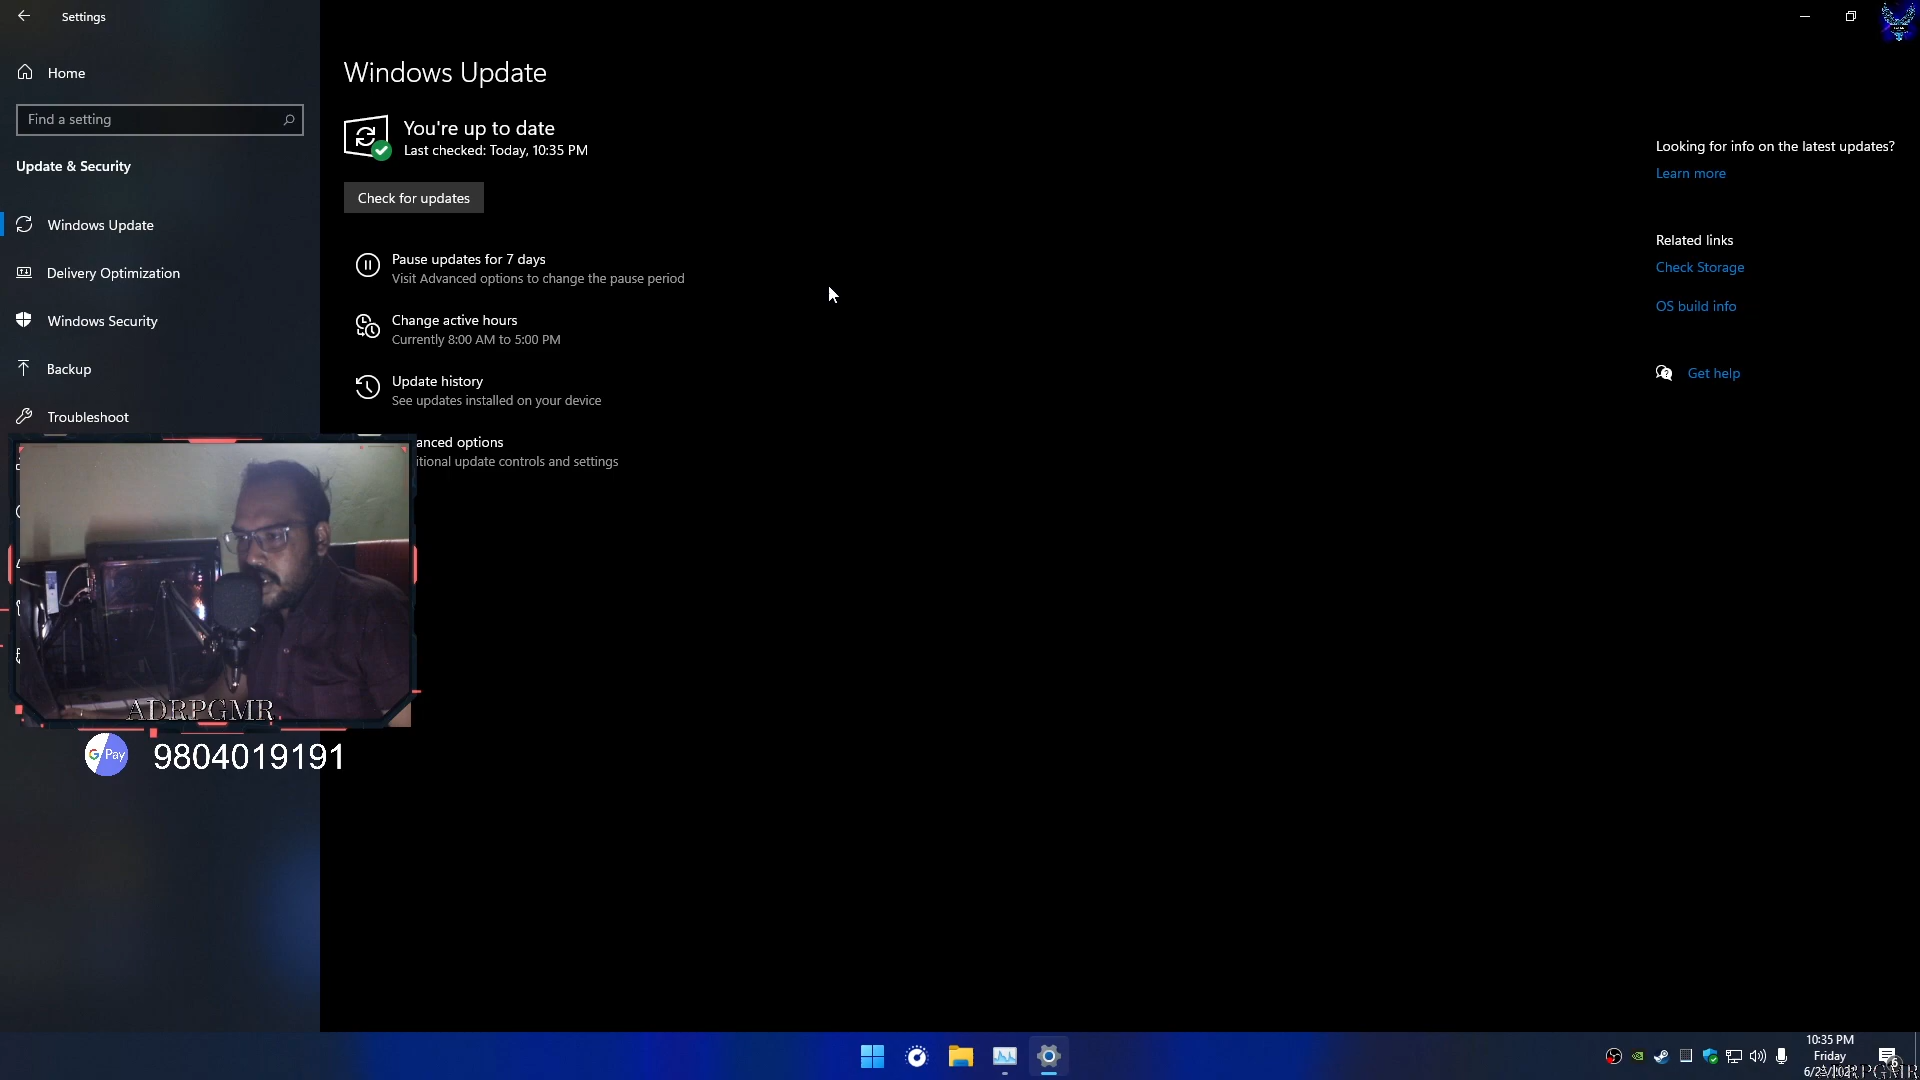 Settings
Home
Find a setting
Update & Security
Windows Update
Delivery Optimization
Windows Security
Backup
Troubleshoot
Windows Update
You're up to date
Last checked: Today, 10:35 PM
Check for updates
Pause updates for 7 days
Visit Advanced options to change the pause period
Change active hours
Currently 8:00 AM to 5:00 PM
Update history
See updates installed on your device
anced options
itional update controls and settings
Looking for info on the latest updates?
Learn more
Related links
Check Storage
OS build info
Get help
ADRPGMR
G Pay 9804019191
10:35 PM
Friday
ADRPGMR